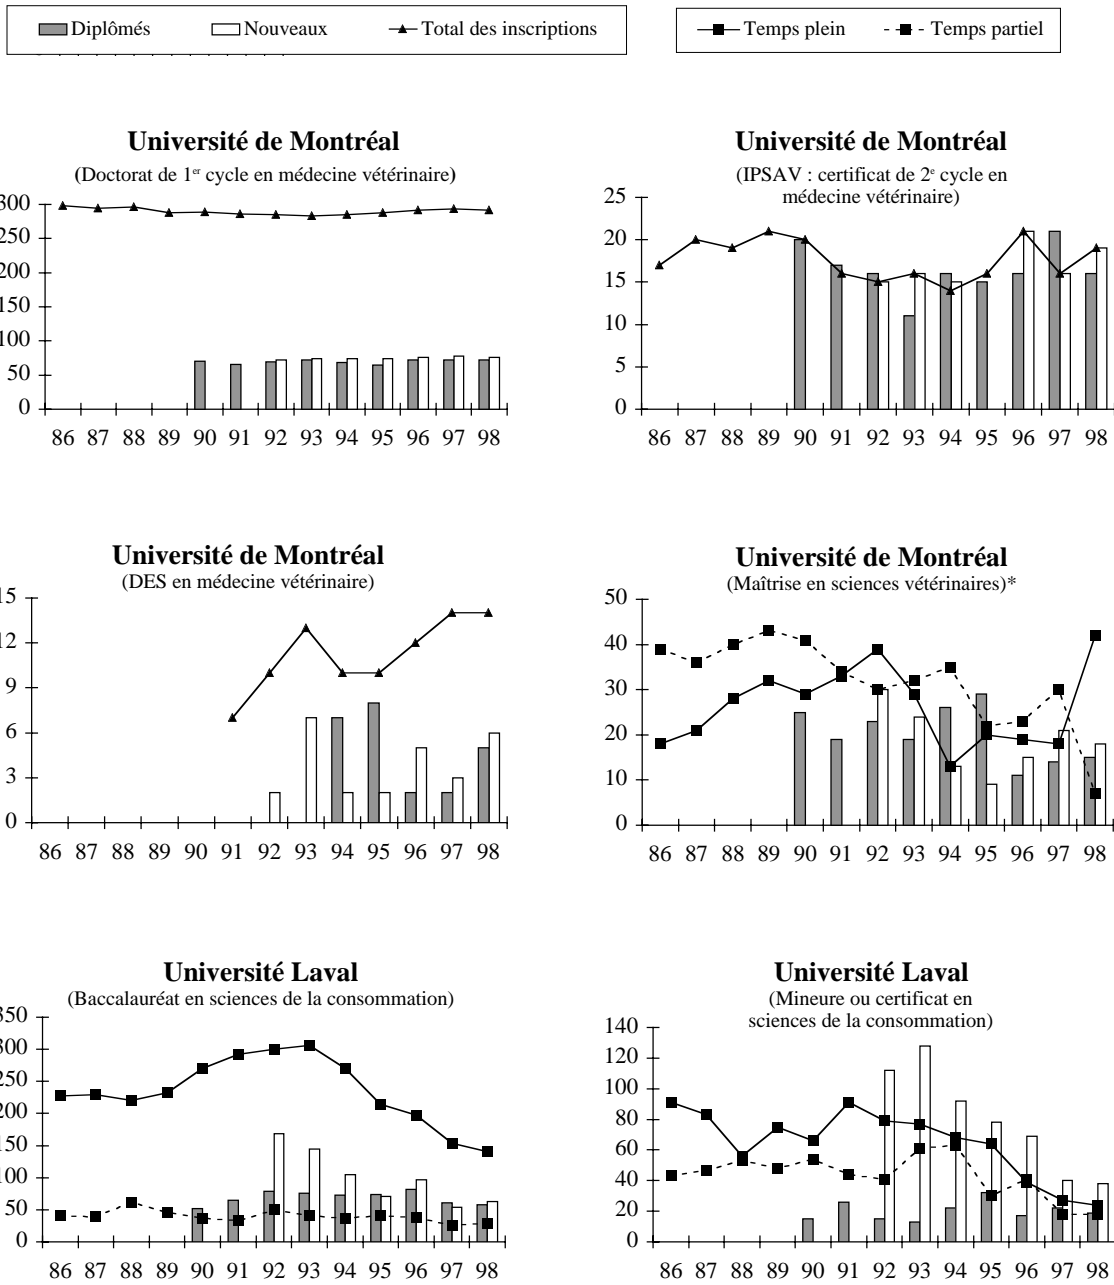 Diplômés Nouveaux Total des inscriptions Temps plein Temps partiel
Université de Montréal
(Doctorat de 1er cycle en médecine vétérinaire)
300
250
200
150
100
50
0
86 87 88 89 90 91 92 93 94 95 96 97 98
Université de Montréal
(IPSAV : certificat de 2e cycle en
médecine vétérinaire)
25
20
15
10
5
0
86 87 88 89 90 91 92 93 94 95 96 97 98
Université de Montréal
(DES en médecine vétérinaire)
15
12
9
6
3
0
86 87 88 89 90 91 92 93 94 95 96 97 98
Université de Montréal
(Maîtrise en sciences vétérinaires)*
50
40
30
20
10
0
86 87 88 89 90 91 92 93 94 95 96 97 98
Université Laval
(Baccalauréat en sciences de la consommation)
350
300
250
200
150
100
50
0
86 87 88 89 90 91 92 93 94 95 96 97 98
Université Laval
(Mineure ou certificat en
sciences de la consommation)
140
120
100
80
60
40
20
0
86 87 88 89 90 91 92 93 94 95 96 97 98